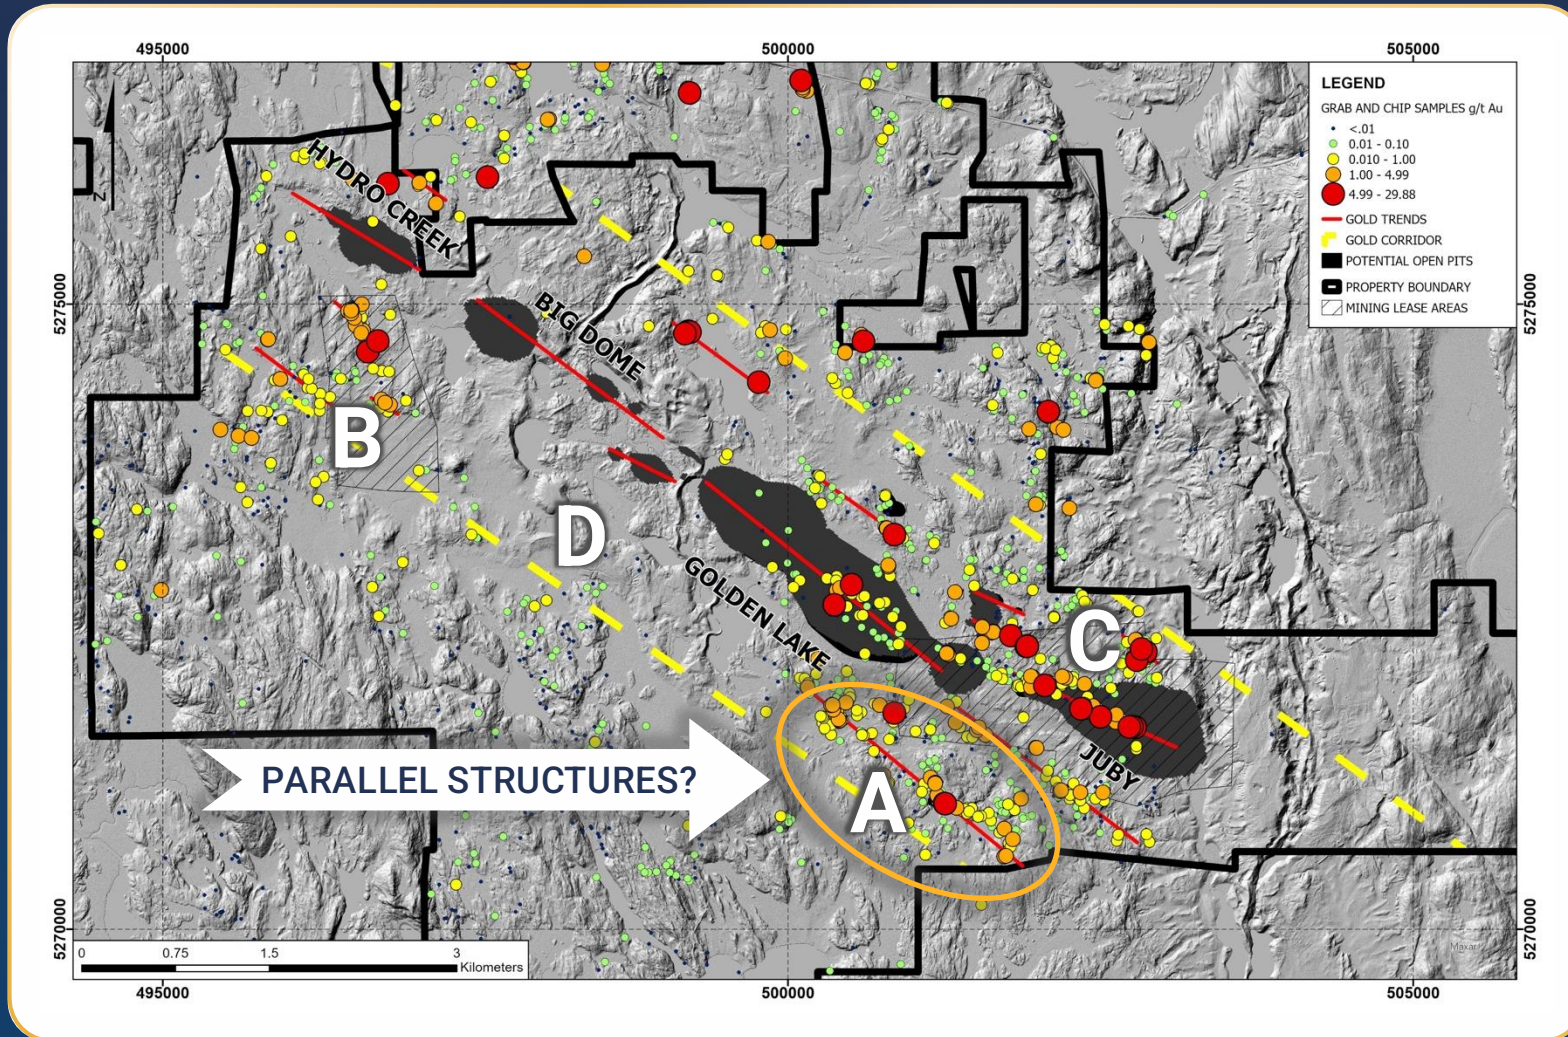 495000
500000
505000
LEGEND
GRAB AND CHIP SAMPLES g/t Au
<.01
0.01 - 0.10
0.010 - 1.00
1.00 - 4.99
4.99 - 29.88
GOLD TRENDS
GOLD CORRIDOR
POTENTIAL OPEN PITS
PROPERTY BOUNDARY
MINING LEASE AREAS
Z
HYDRO CREEK
5275000
5275000
BIG DOME
B
D
GOLDEN LAKE
C
JUBY
PARALLEL STRUCTURES?
A
5270000
5270000
Maxar
0 0.75 1.5 3
Kilometers
495000
500000
505000